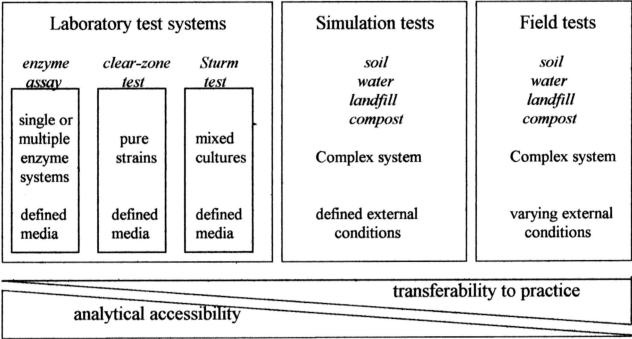 Laboratory test systems
enzyme
assay
single or
multiple
enzyme
systems
defined
media
clear-zone
test
pure
strains
defined
media
Sturm
test
mixed
cultures
defined
media
Simulation tests
soil
water
landfill
compost
Complex system
defined external
conditions
Field tests
soil
water
landfill
compost
Complex system
varying external
conditions
transferability to practice
analytical accessibility